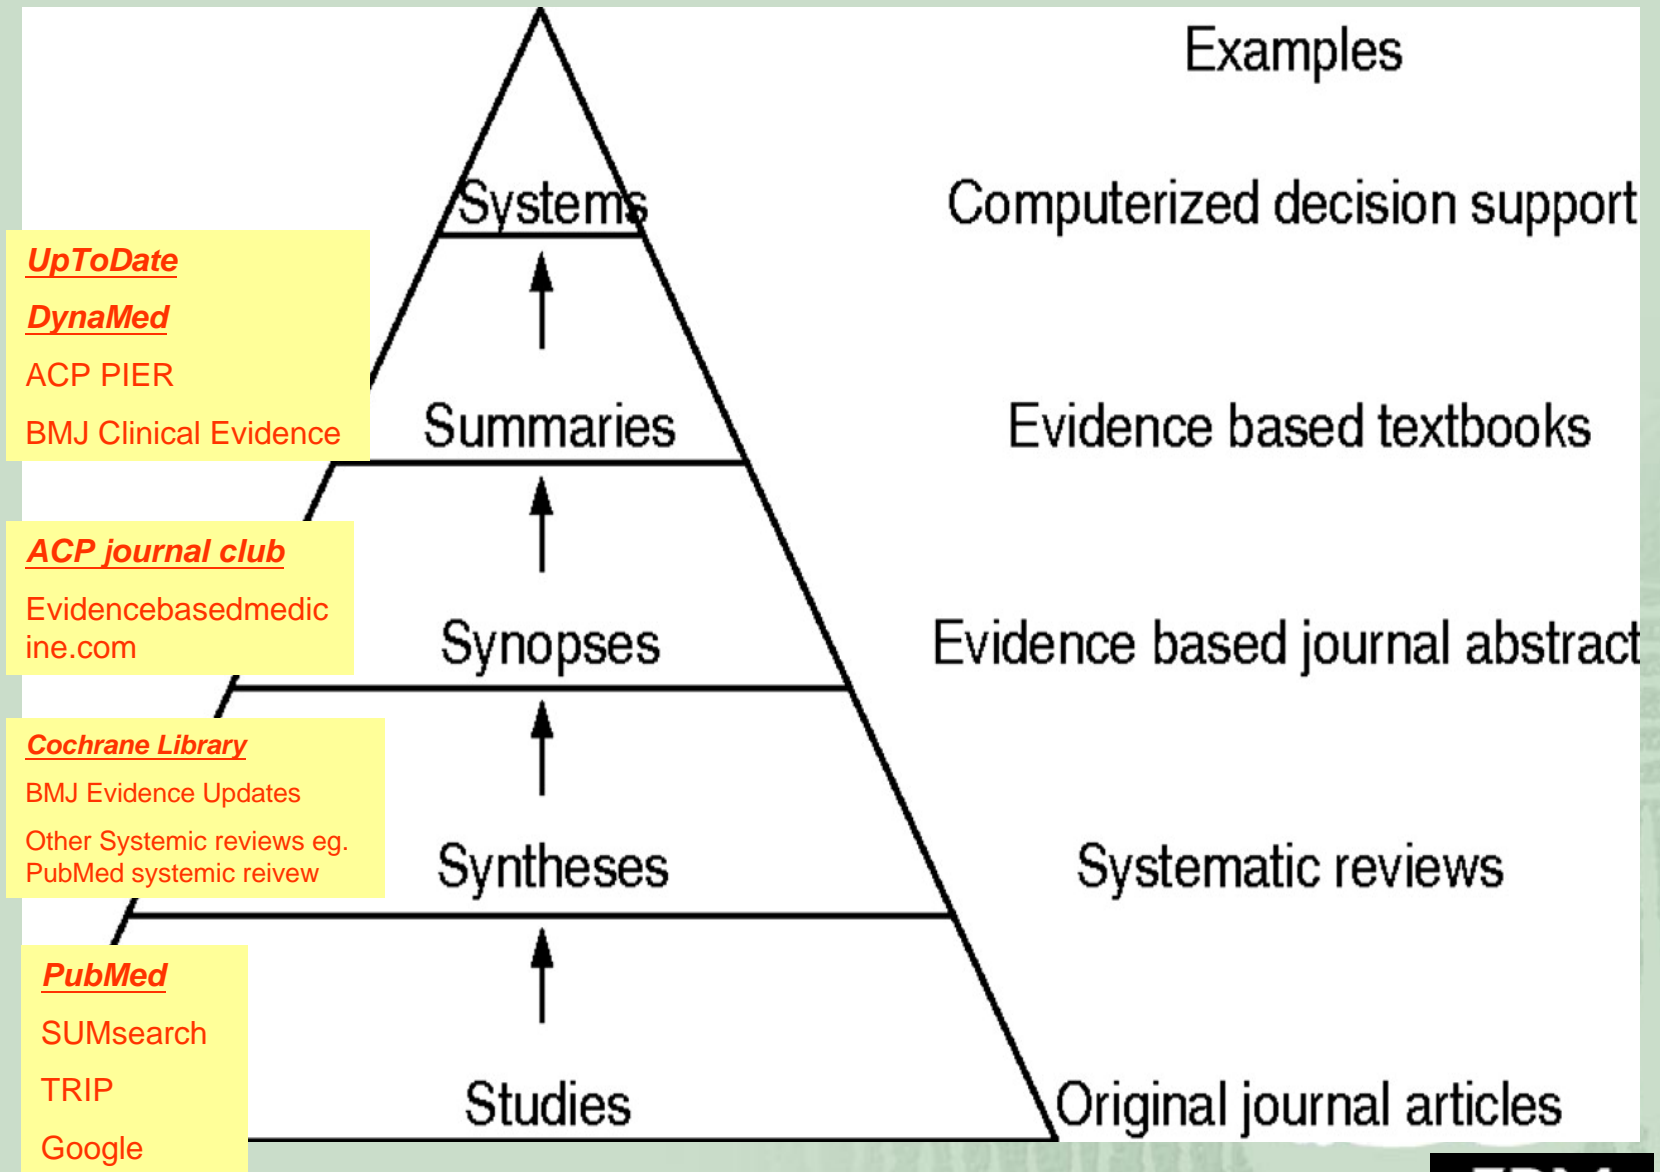 Examples
Systems
Computerized decision support
UpToDate
DynaMed
ACP PIER
BMJ Clinical Evidence
Summaries
Evidence based textbooks
ACP journal club
Evidencebasedmedic
ine.com
Synopses
Evidence based journal abstract
Cochrane Library
BMJ Evidence Updates
Other Systemic reviews eg.
PubMed systemic reivew
Syntheses
Systematic reviews
PubMed
SUMsearch
TRIP
Google
Studies
Original journal articles